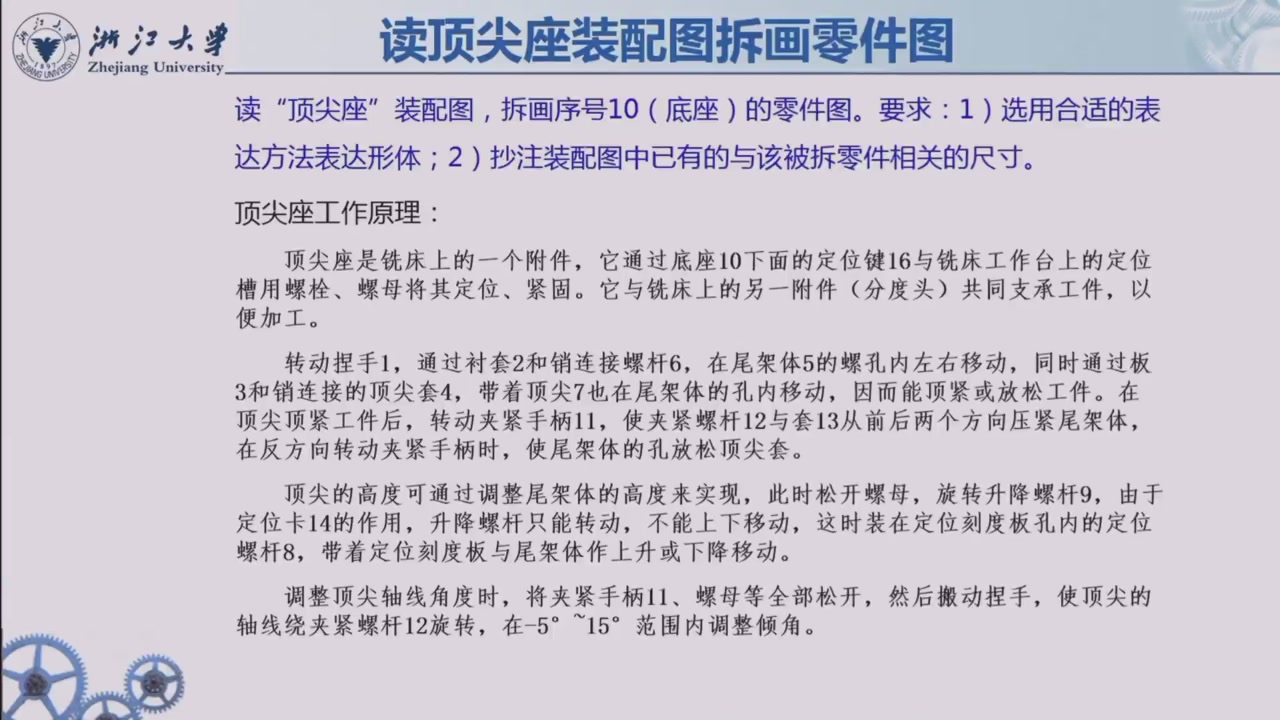 浙江大学
Zhejiang University
读顶尖座装配图拆画零件图
读“顶尖座”装配图，拆画序号10（底座）的零件图。要求：1）选用合适的表
达方法表达形体；2）抄注装配图中已有的与该被拆零件相关的尺寸。
顶尖座工作原理：
顶尖座是铣床上的一个附件，它通过底座10下面的定位键16与铣床工作台上的定位
槽用螺栓、螺母将其定位、紧固。它与铣床上的另一附件（分度头）共同支承工件，以
便加工。
转动捏手1，通过衬套2和销连接螺杆6，在尾架体5的螺孔内左右移动，同时通过板
3和销连接的顶尖套4，带着顶尖7也在尾架体的孔内移动，因而能顶紧或放松工件。在
顶尖顶紧工件后，转动夹紧手柄11，使夹紧螺杆12与套13从前后两个方向压紧尾架体，
在反方向转动夹紧手柄时，使尾架体的孔放松顶尖套。
顶尖的高度可通过调整尾架体的高度来实现，此时松开螺母，旋转升降螺杆9，由于
定位卡14的作用，升降螺杆只能转动，不能上下移动，这时装在定位刻度板孔内的定位
螺杆8，带着定位刻度板与尾架体作上升或下降移动。
调整顶尖轴线角度时，将夹紧手柄11、螺母等全部松开，然后搬动捏手，使顶尖的
轴线绕夹紧螺杆12旋转，在-5°~15°范围内调整倾角。